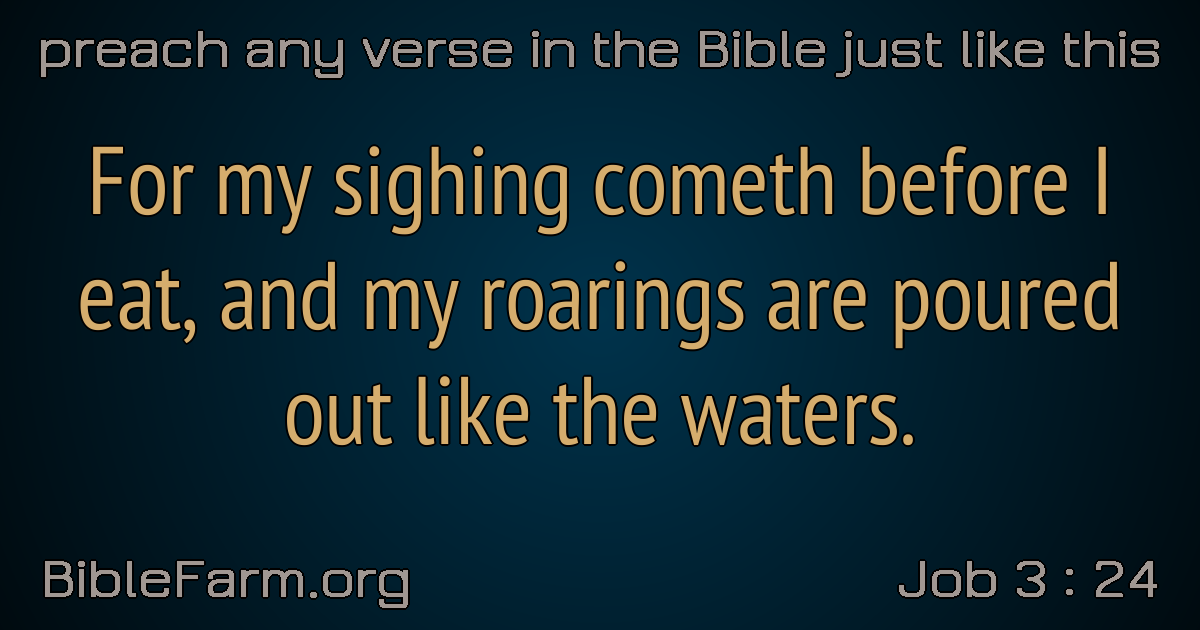 preach any verse in the Bible just like this
For my sighing cometh before I
eat, and my roarings are poured
out like the waters.
BibleFarm.org
Job 3 : 24